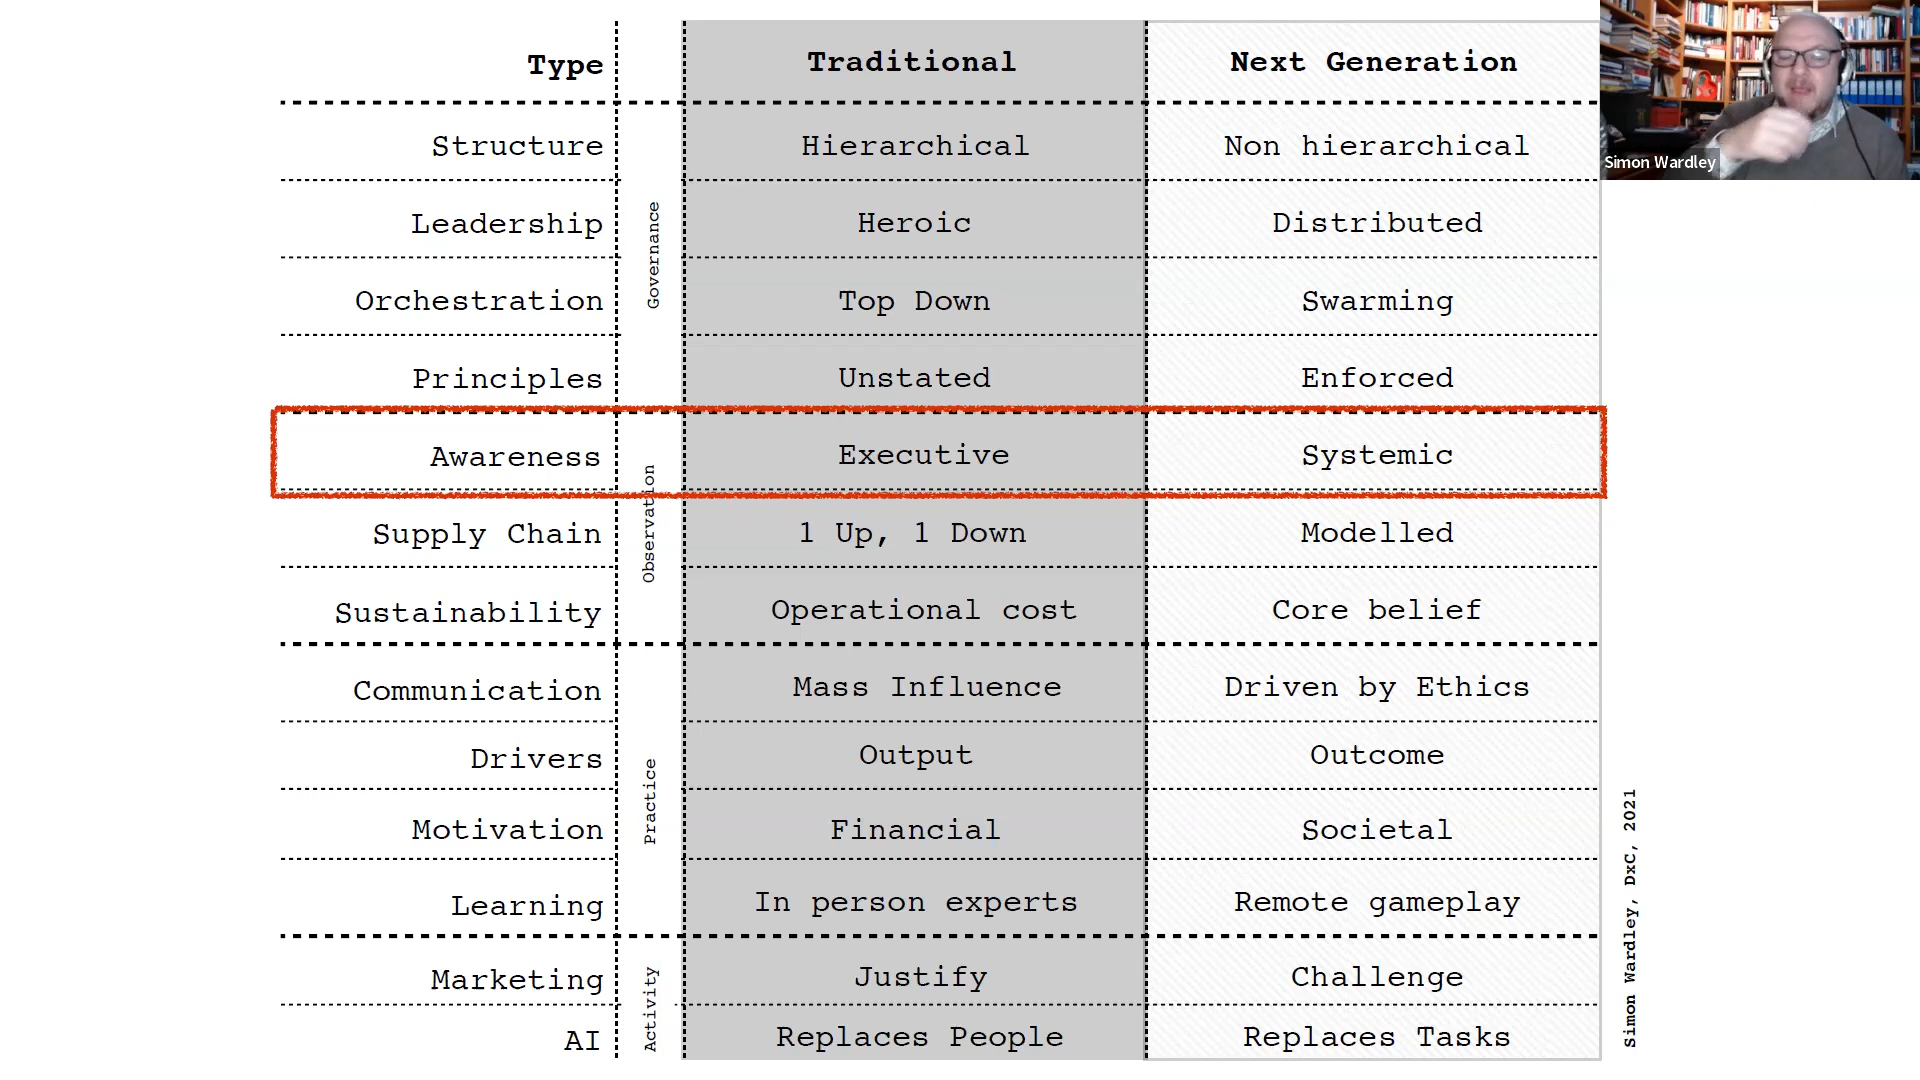 Type Traditional Next Generation
Structure Hierarchical Non hierarchical
Leadership Heroic Distributed
Orchestration Top Down Swarming
Principles Unstated Enforced
Governance
Awareness Executive Systemic
Supply Chain 1 Up, 1 Down Modelled
Sustainability Operational cost Core belief
Observation
Communication Mass Influence Driven by Ethics
Drivers Output Outcome
Motivation Financial Societal
Learning In person experts Remote gameplay
Practice
Marketing Justify Challenge
AI Replaces People Replaces Tasks
Activity
Simon Wardley
Simon Wardley, DxC, 2021